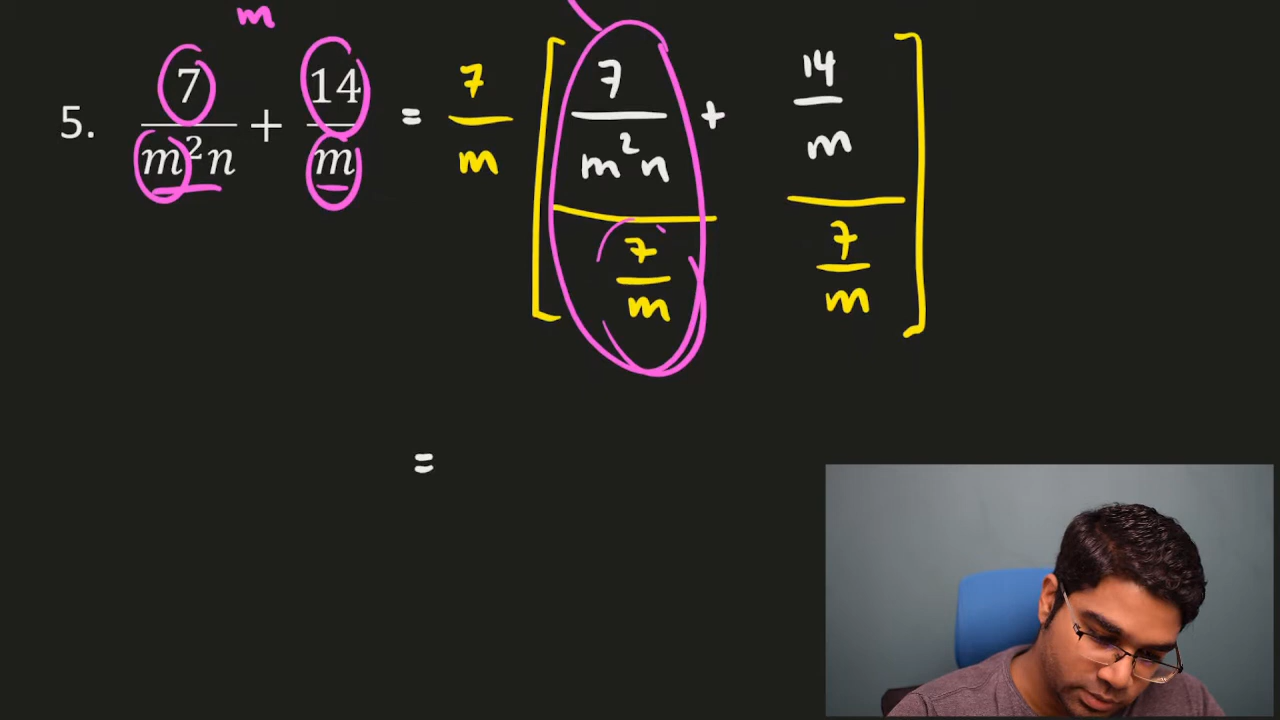 m
5. 7/m²n + 14/m = 7/m [ 7/m²n / 7/m + 14/m / 7/m ]
=